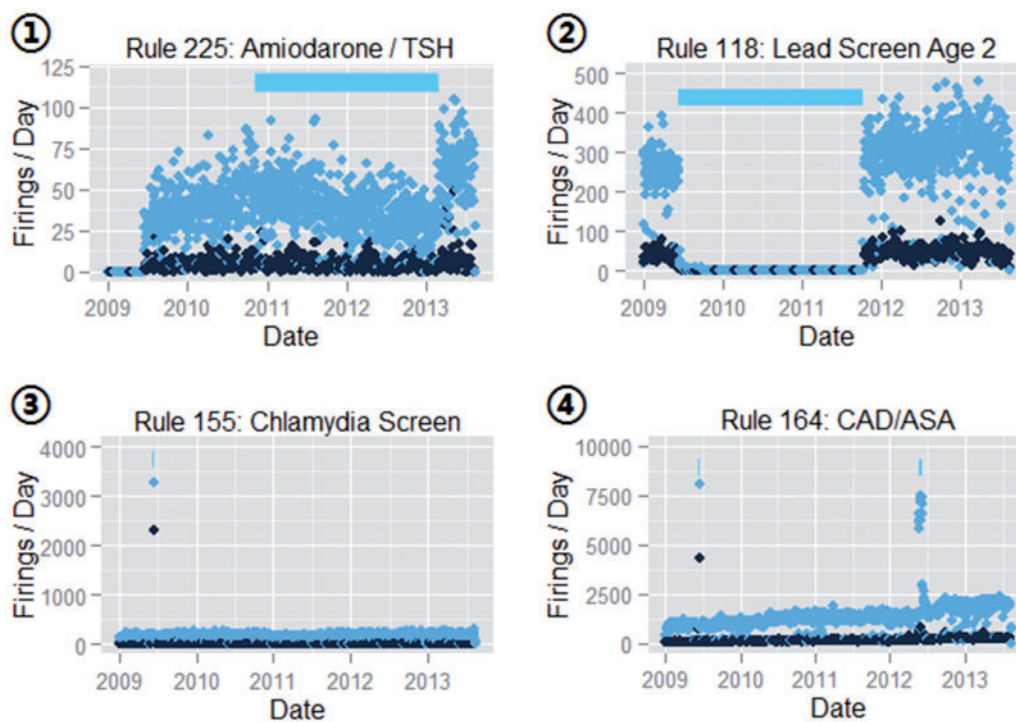 ①
Rule 225: Amiodarone / TSH
Firings / Day
125
100
75
50
25
0
2009 2010 2011 2012 2013
Date
②
Rule 118: Lead Screen Age 2
Firings / Day
500
400
300
200
100
0
2009 2010 2011 2012 2013
Date
③
Rule 155: Chlamydia Screen
Firings / Day
4000
3000
2000
1000
0
2009 2010 2011 2012 2013
Date
④
Rule 164: CAD/ASA
Firings / Day
10000
7500
5000
2500
0
2009 2010 2011 2012 2013
Date